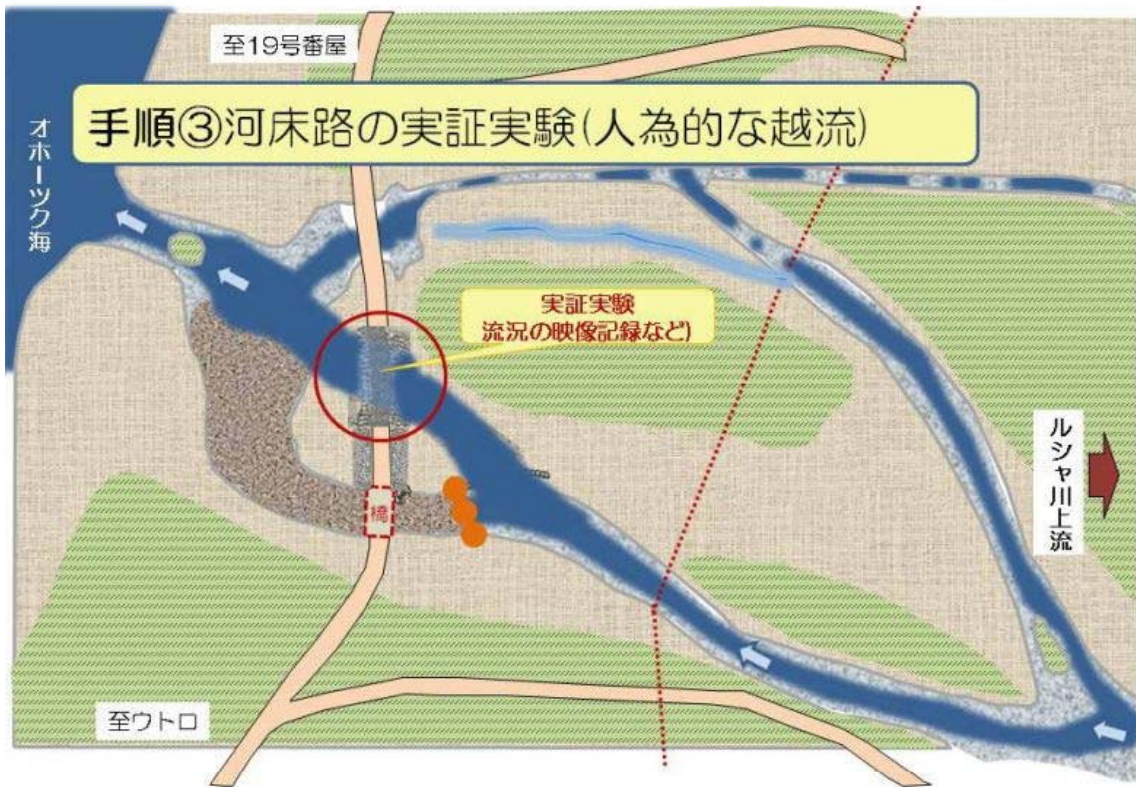 至19号番屋
手順③河床路の実証実験(人為的な越流)
オホーツク海
実証実験
流況の映像記録など)
ルシャ川上流
橋
至ウトロ